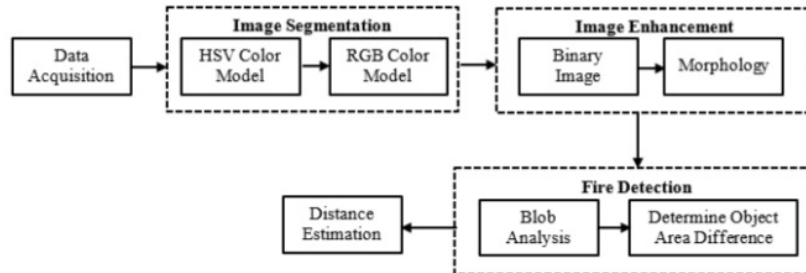 Image Segmentation
Image Enhancement
Data
Acquisition
HSV Color
Model
RGB Color
Model
Binary
Image
Morphology
Fire Detection
Distance
Estimation
Blob
Analysis
Determine Object
Area Difference